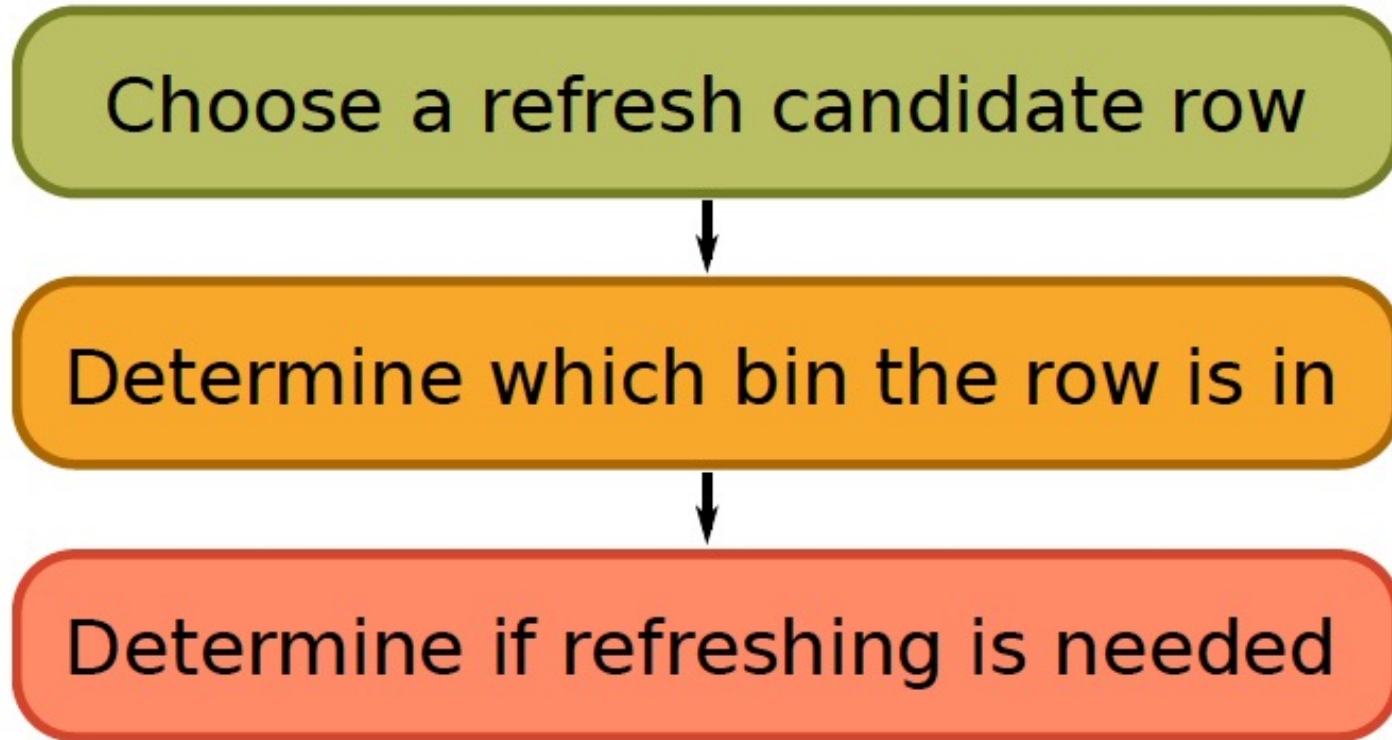 Choose a refresh candidate row
Determine which bin the row is in
Determine if refreshing is needed